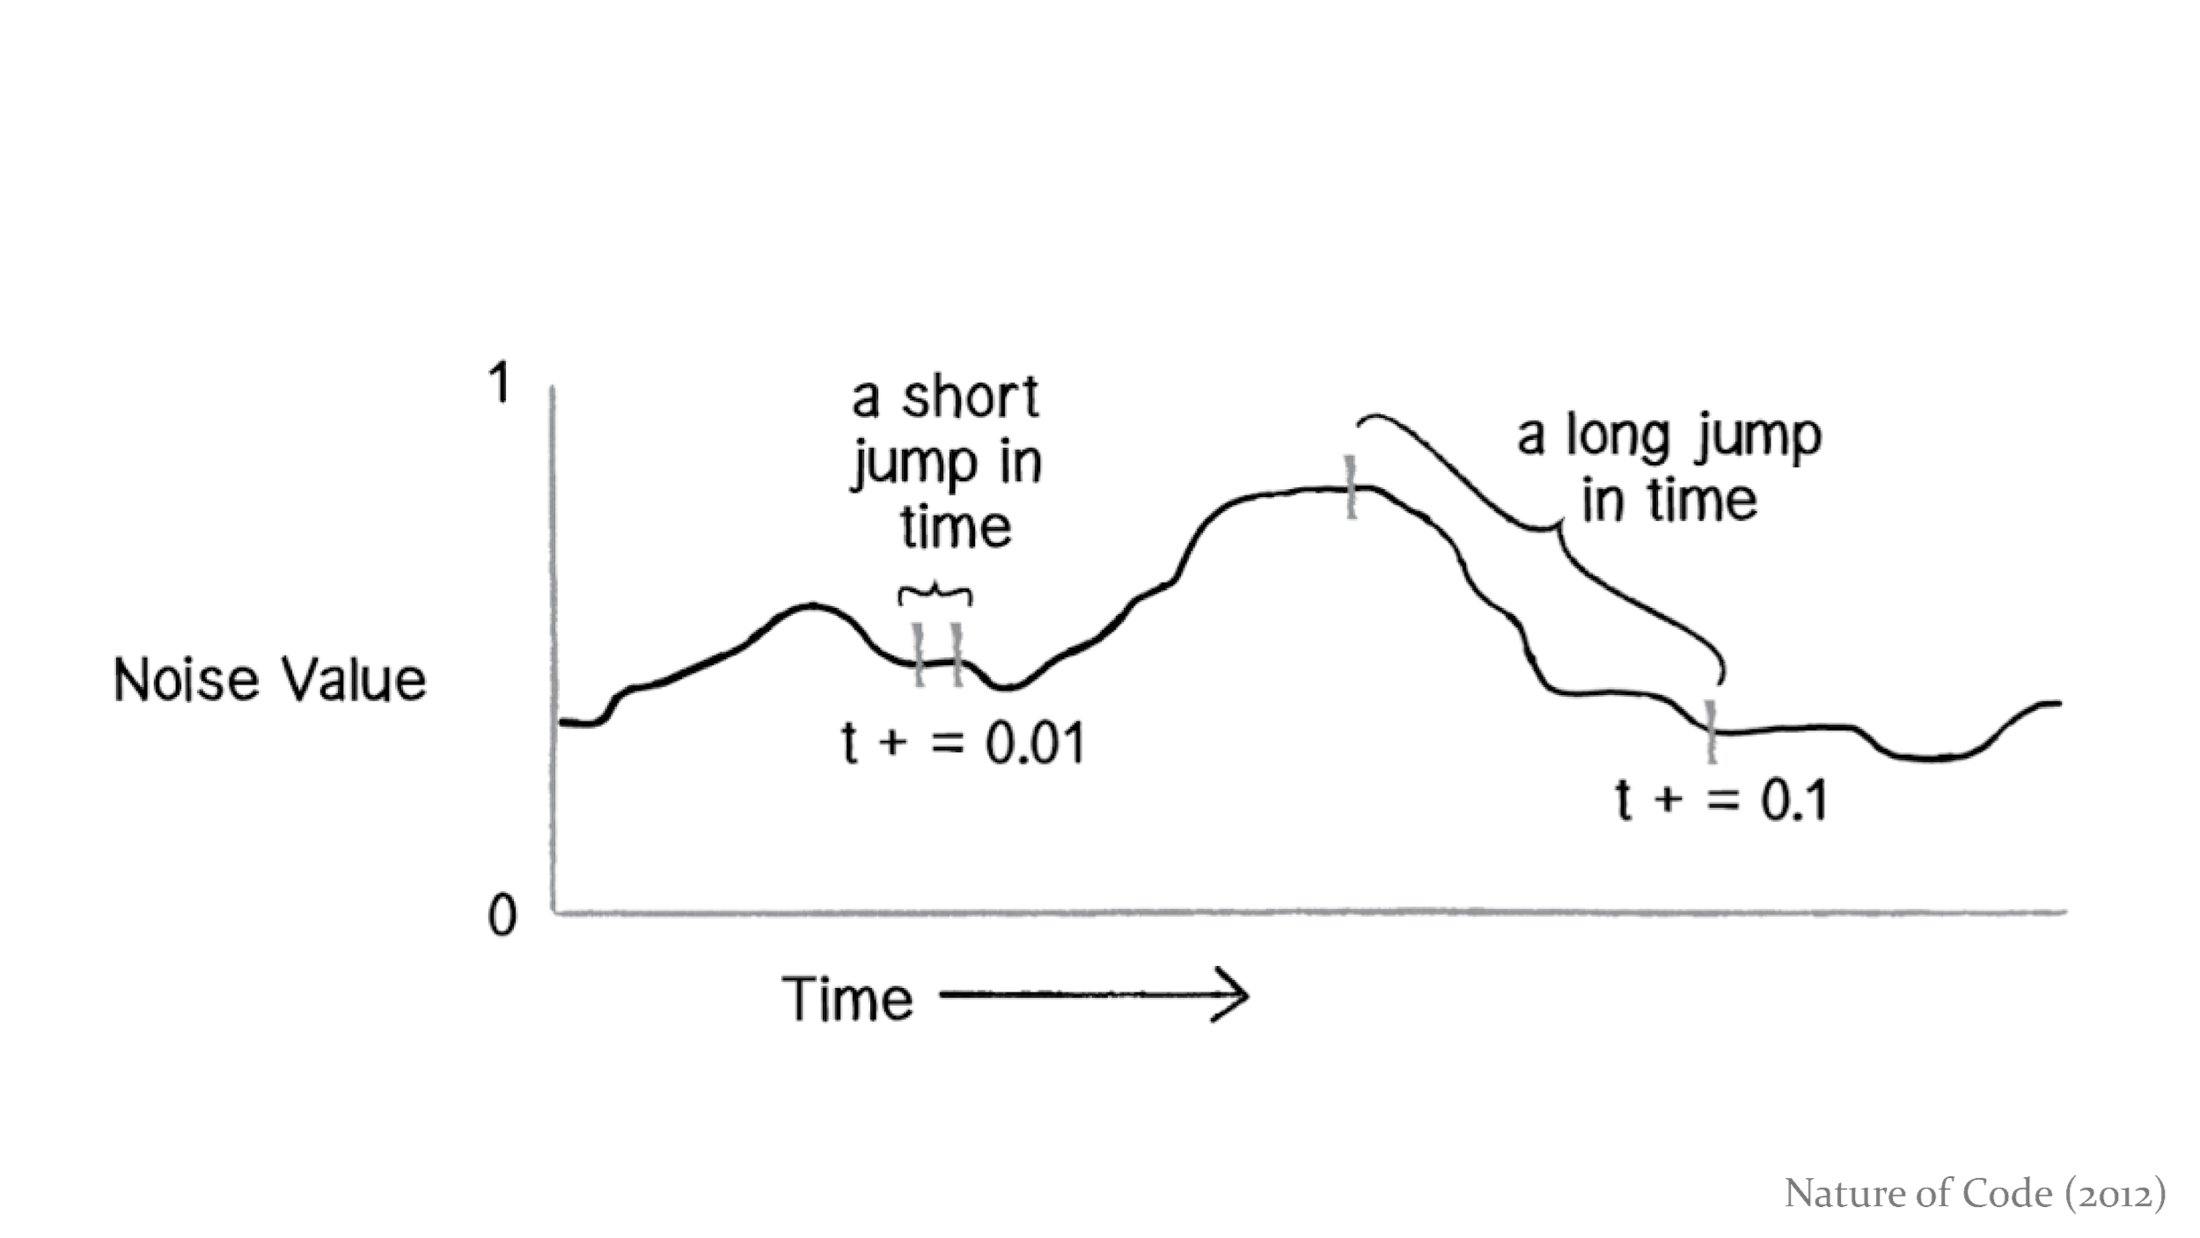 1
a short
jump in
time
a long jump
in time
Noise Value
t + = 0.01
t + = 0.1
0
Time
Nature of Code (2012)